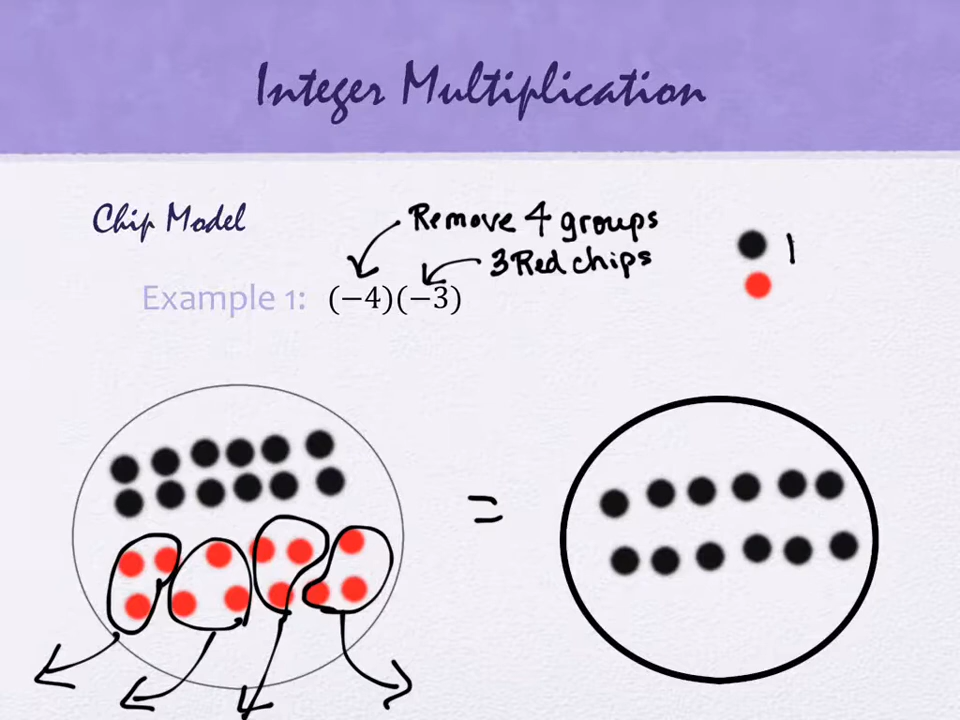 Integer Multiplication
Chip Model
Remove 4 groups
3 Red chips
1
Example 1: (−4)(−3)
=